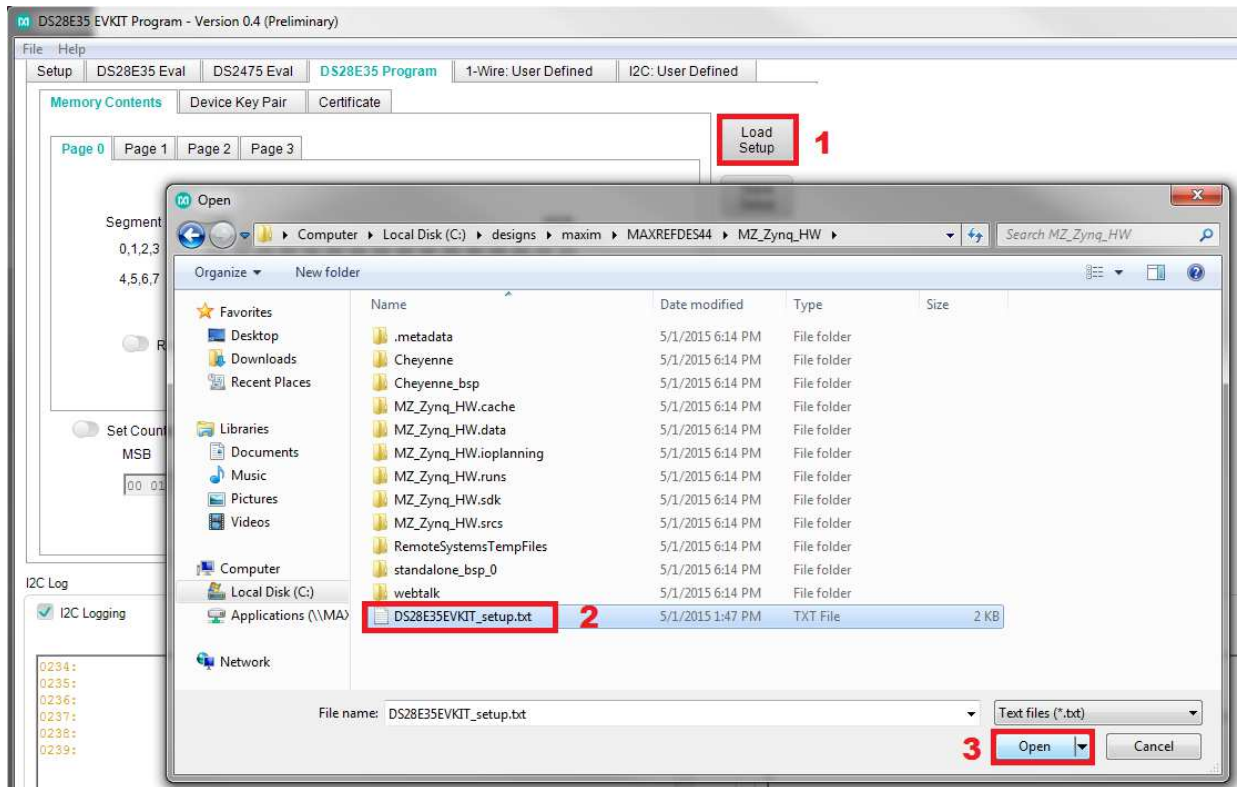 DS28E35 EVKIT Program - Version 0.4 (Preliminary)
File Help
Setup DS28E35 Eval DS2475 Eval DS28E35 Program 1-Wire: User Defined I2C: User Defined
Memory Contents Device Key Pair Certificate
Load
Setup
1
Page 0 Page 1 Page 2 Page 3
Segment
0,1,2,3
4,5,6,7
R
Set Count
MSB
00 01
I2C Log
I2C Logging
0234:
0235:
0236:
0237:
0238:
0239:
Open
Computer Local Disk (C:) designs maxim MAXREFDES44 MZ_Zynq_HW
Search MZ_Zynq_HW
Organize New folder
Favorites
Desktop
Downloads
Recent Places
Libraries
Documents
Music
Pictures
Videos
Computer
Local Disk (C:)
Applications (\\MAX
Network
Name Date modified Type Size
.metadata 5/1/2015 6:14 PM File folder
Cheyenne 5/1/2015 6:14 PM File folder
Cheyenne_bsp 5/1/2015 6:14 PM File folder
MZ_Zynq_HW.cache 5/1/2015 6:14 PM File folder
MZ_Zynq_HW.data 5/1/2015 6:14 PM File folder
MZ_Zynq_HW.ioplanning 5/1/2015 6:14 PM File folder
MZ_Zynq_HW.runs 5/1/2015 6:14 PM File folder
MZ_Zynq_HW.sdk 5/1/2015 6:14 PM File folder
MZ_Zynq_HW.srcs 5/1/2015 6:14 PM File folder
RemoteSystemsTempFiles 5/1/2015 6:14 PM File folder
standalone_bsp_0 5/1/2015 6:14 PM File folder
webtalk 5/1/2015 6:14 PM File folder
DS28E35EVKIT_setup.txt 2 5/1/2015 1:47 PM TXT File 2 KB
File name: DS28E35EVKIT_setup.txt Text files (*.txt)
3 Open Cancel